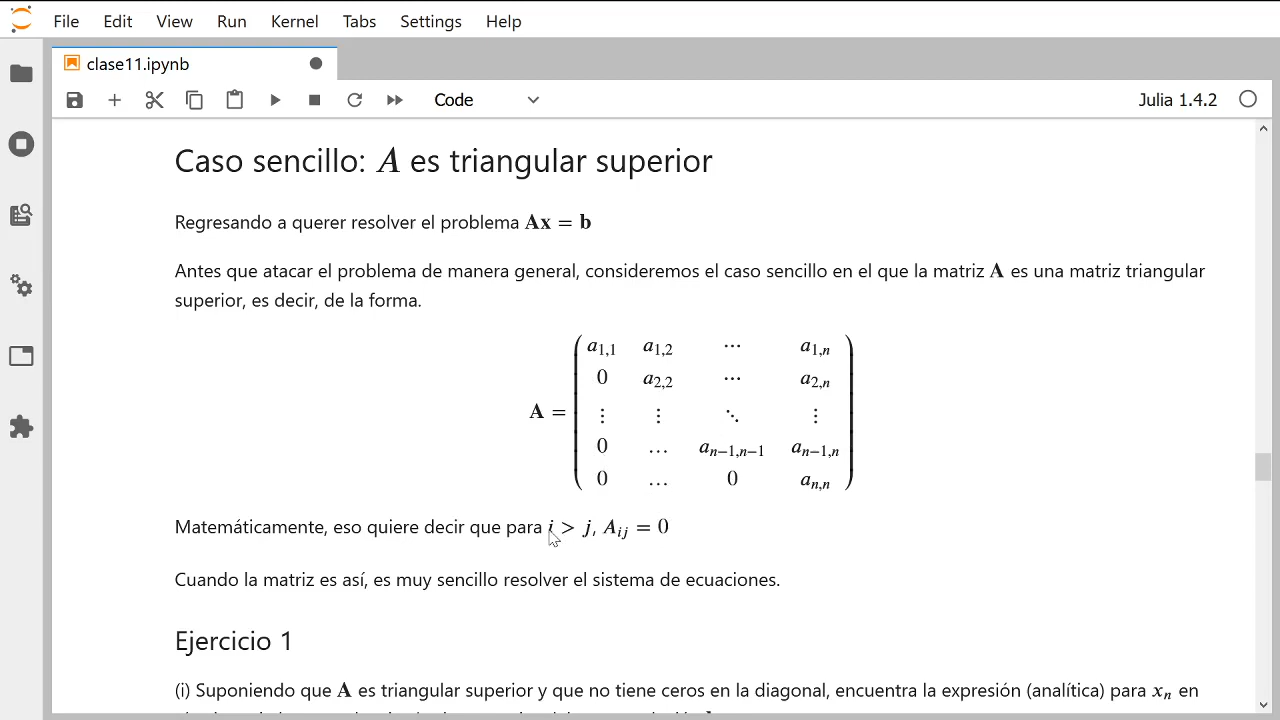 File Edit View Run Kernel Tabs Settings Help
clase11.ipynb
Code
Julia 1.4.2
Caso sencillo: A es triangular superior
Regresando a querer resolver el problema Ax = b
Antes que atacar el problema de manera general, consideremos el caso sencillo en el que la matriz A es una matriz triangular
superior, es decir, de la forma.
a1,1 a1,2 ⋯ a1,n
0 a2,2 ⋯ a2,n
A = ⋮ ⋮ ⋱ ⋮
0 … an−1,n−1 an−1,n
0 … 0 an,n
Matemáticamente, eso quiere decir que para i > j, Aij = 0
Cuando la matriz es así, es muy sencillo resolver el sistema de ecuaciones.
Ejercicio 1
(i) Suponiendo que A es triangular superior y que no tiene ceros en la diagonal, encuentra la expresión (analítica) para xn en